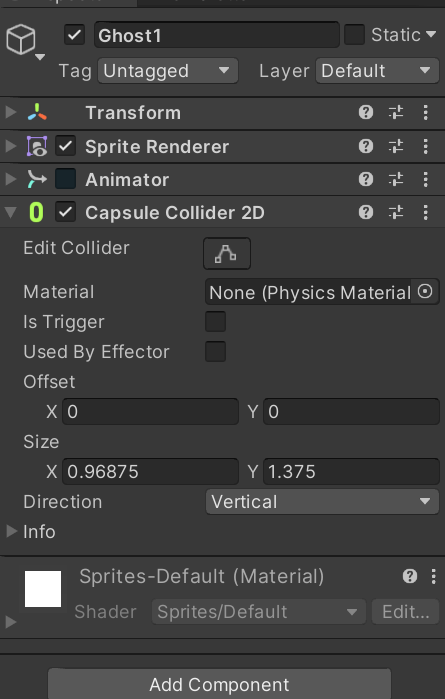 Ghost1 Static
Tag Untagged Layer Default
Transform
Sprite Renderer
Animator
Capsule Collider 2D
Edit Collider
Material None (Physics Material
Is Trigger
Used By Effector
Offset
X 0 Y 0
Size
X 0.96875 Y 1.375
Direction Vertical
Info
Sprites-Default (Material)
Shader Sprites/Default Edit...
Add Component